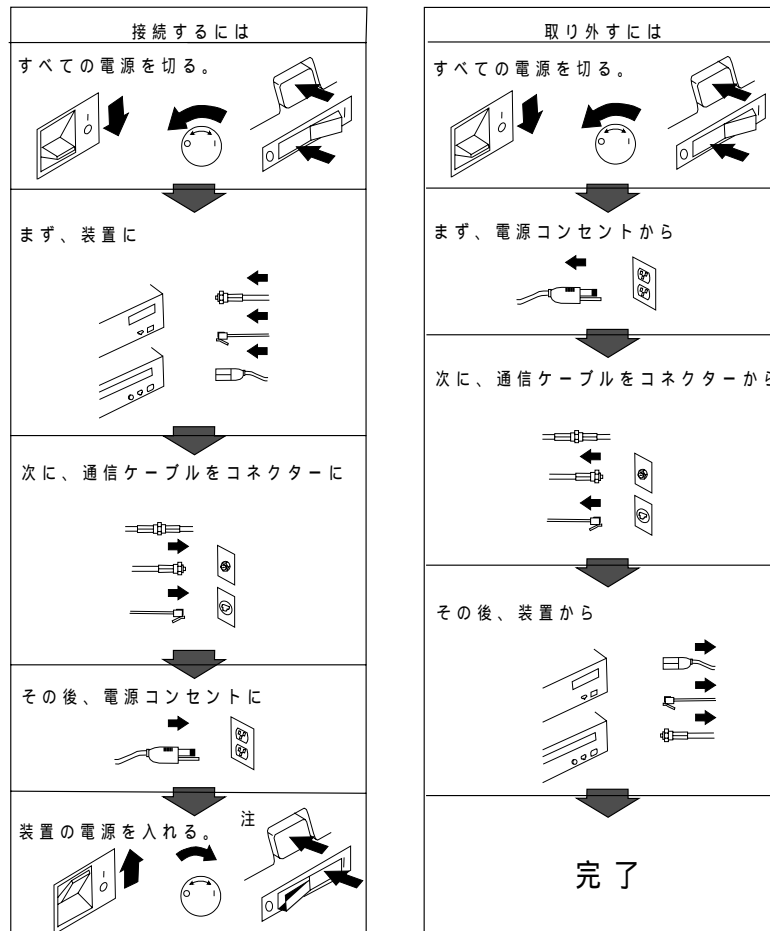 接続するには
すべての電源を切る。
まず、装置に
次に、通信ケーブルをコネクターに
その後、電源コンセントに
装置の電源を入れる。
注
取り外すには
すべての電源を切る。
まず、電源コンセントから
次に、通信ケーブルをコネクターから
その後、装置から
完了